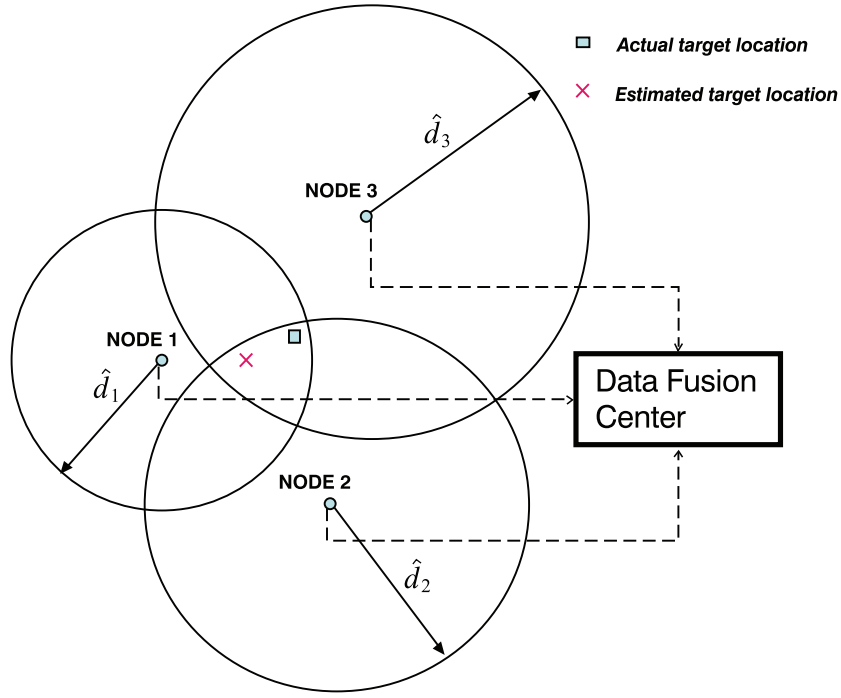 Actual target location
Estimated target location
d̂₃
NODE 3
NODE 1
d̂₁
Data Fusion
Center
NODE 2
d̂₂